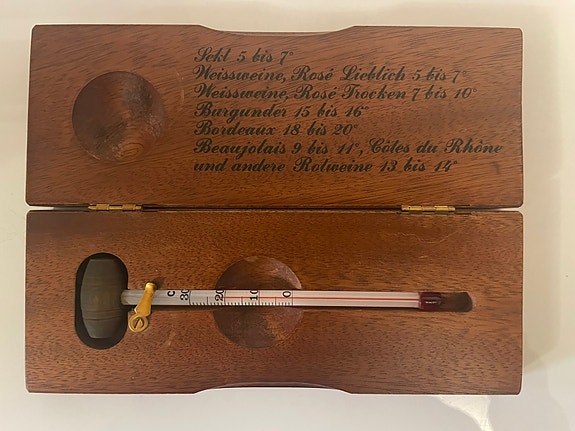 Sekt 5 bis 7°
Weissweine, Rosé Lieblich 5 bis 7°
Weissweine, Rosé Trocken 7 bis 10°
Burgunder 15 bis 16°
Bordeaux 18 bis 20°
Beaujolais 9 bis 11°, Côtes du Rhône
und andere Rotweine 13 bis 14°
C 30 20 10 0